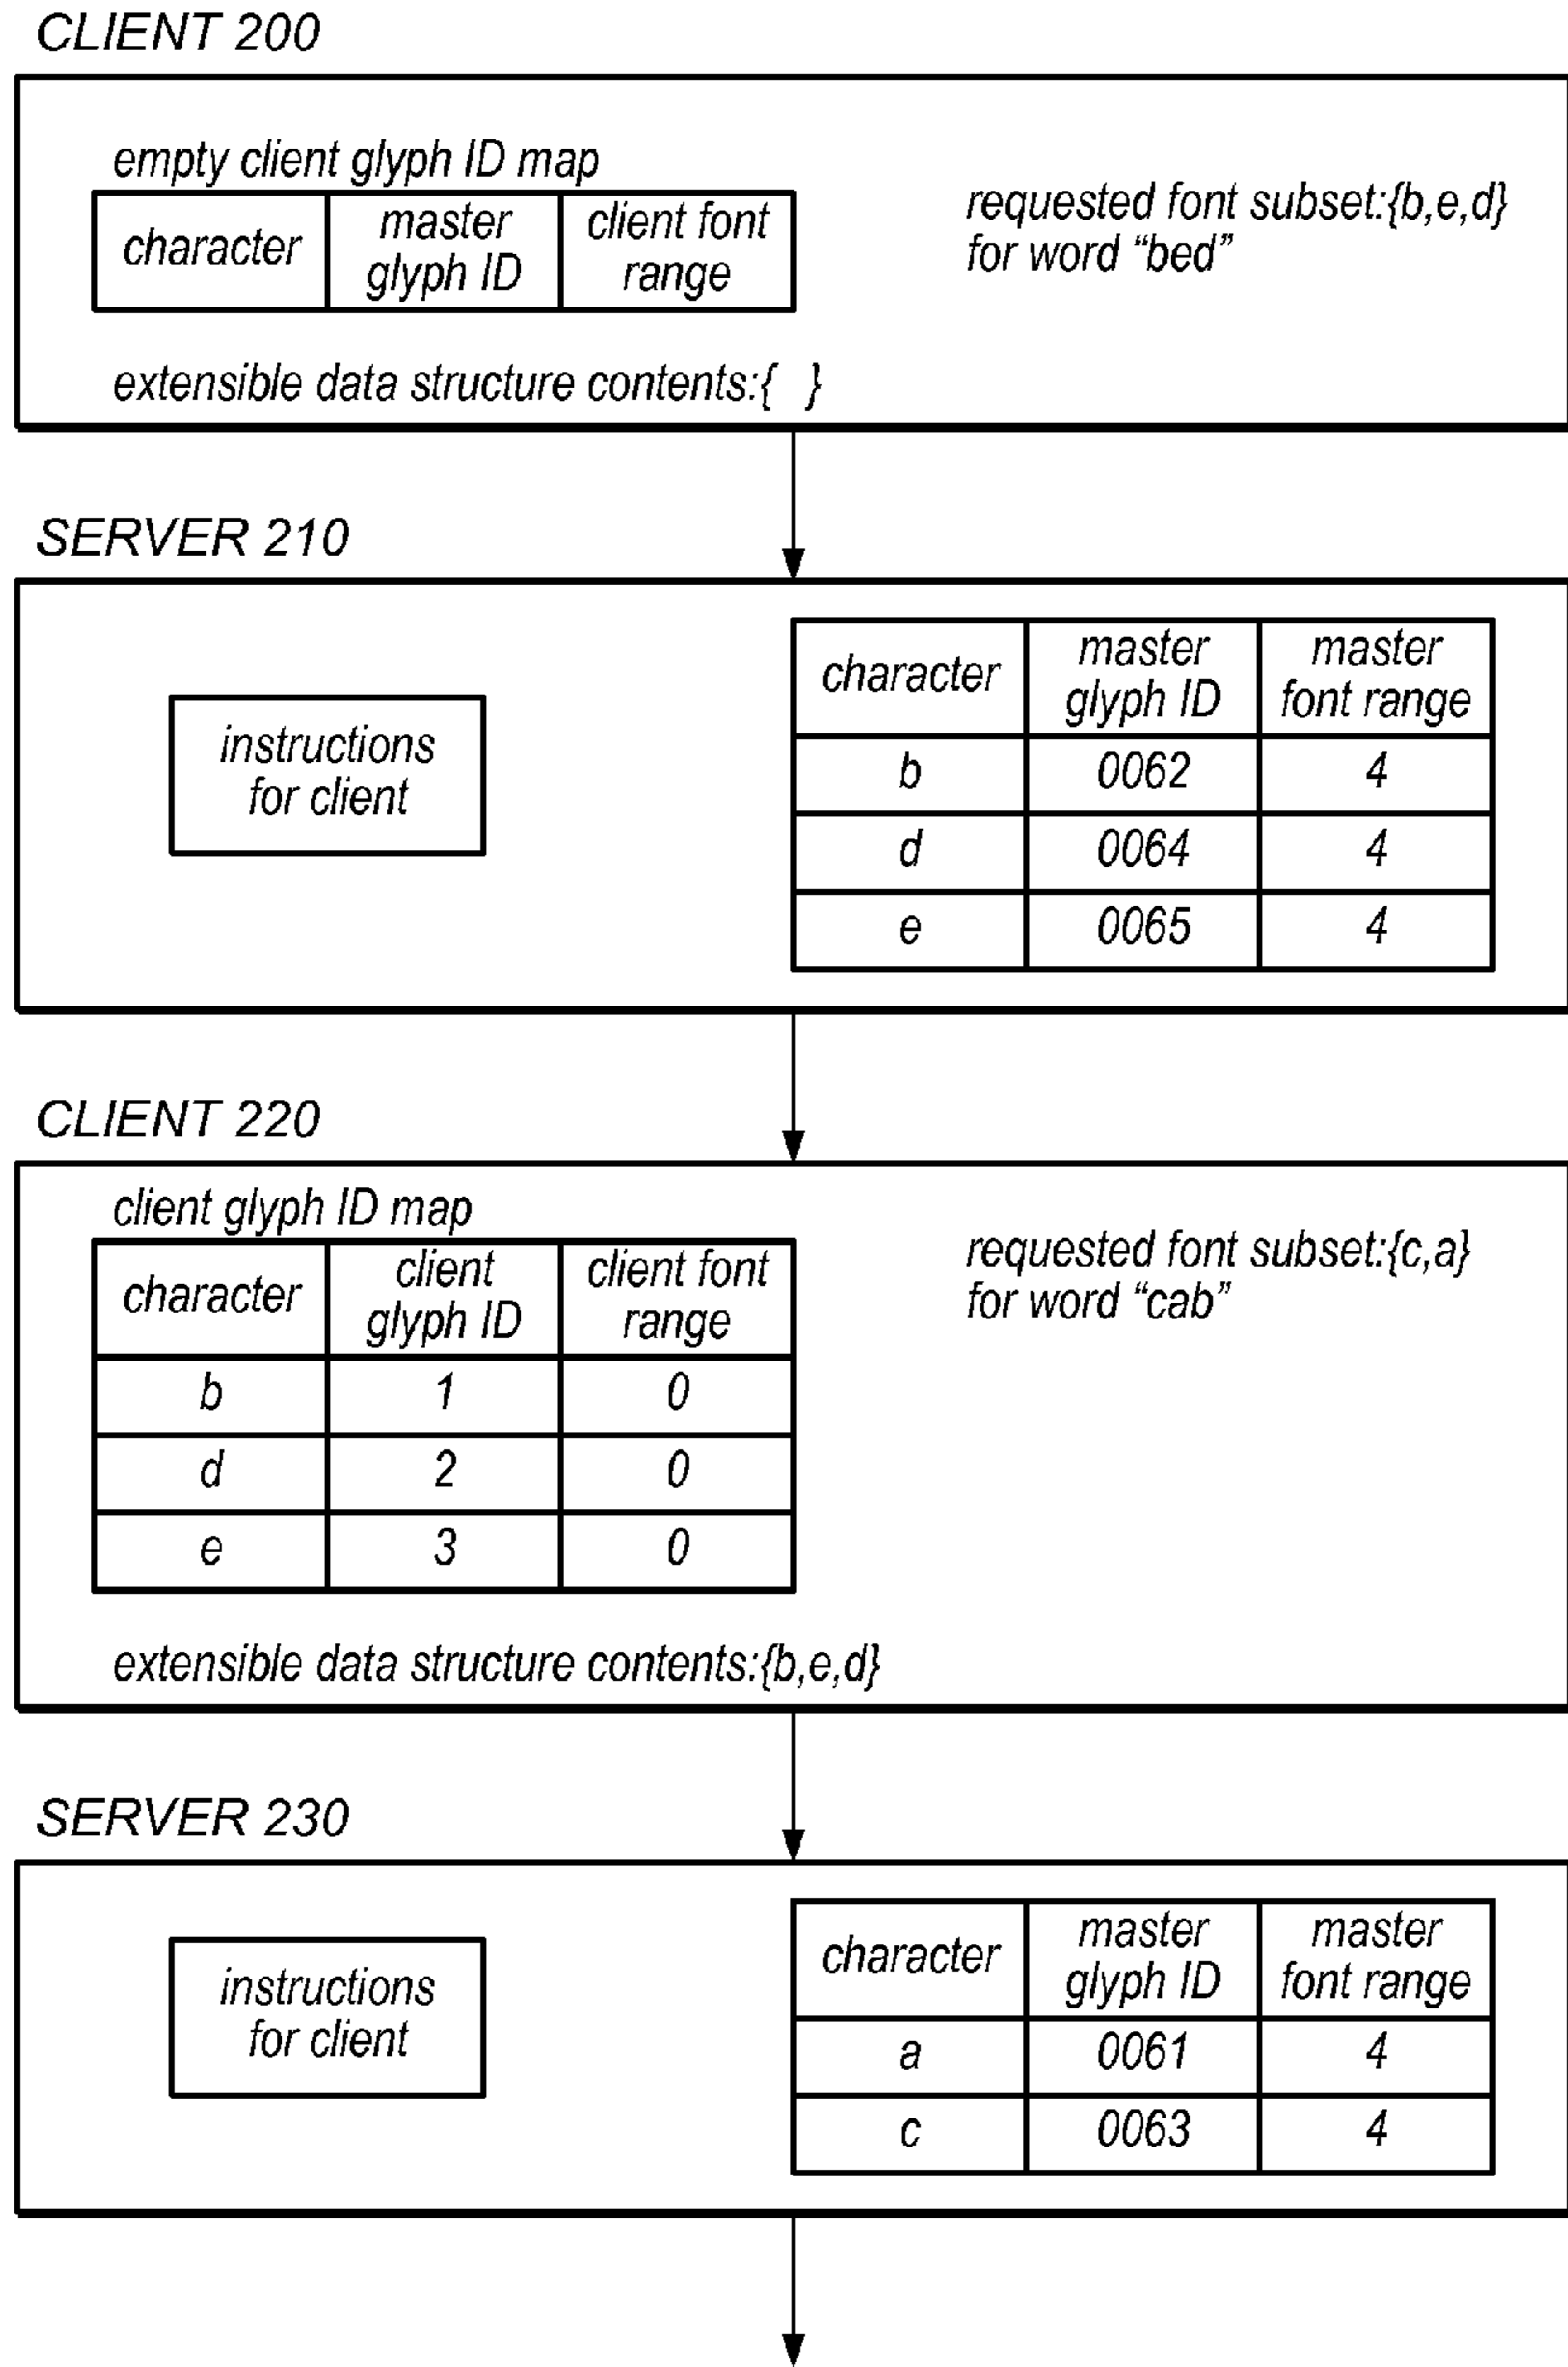 CLIENT 200
empty client glyph ID map
character
master
glyph ID
client font
range
requested font subset:{b,e,d}
for word “bed”
extensible data structure contents:{ }
SERVER 210
instructions
for client
character
master
glyph ID
master
font range
b 0062 4
d 0064 4
e 0065 4
CLIENT 220
client glyph ID map
character
client
glyph ID
client font
range
b 1 0
d 2 0
e 3 0
requested font subset:{c,a}
for word “cab”
extensible data structure contents:{b,e,d}
SERVER 230
instructions
for client
character
master
glyph ID
master
font range
a 0061 4
c 0063 4